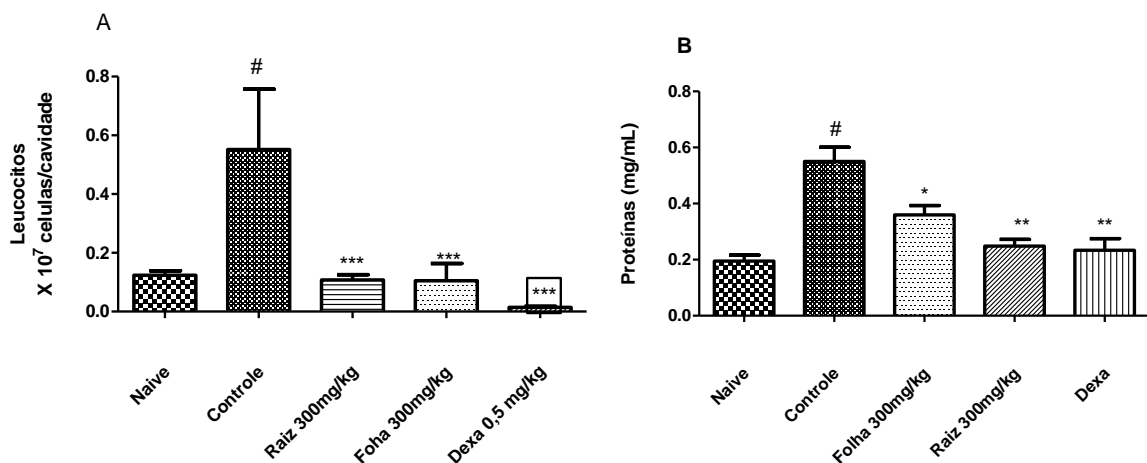 A
Leucocitos
X 10⁷ celulas/cavidade
0.8
0.6
0.4
0.2
0.0
#
***
***
***
Naive
Controle
Raiz 300mg/kg
Foha 300mg/kg
Dexa 0,5 mg/kg
B
Proteínas (mg/mL)
0.8
0.6
0.4
0.2
0.0
#
*
**
**
Naive
Controle
Folha 300mg/kg
Raiz 300mg/kg
Dexa